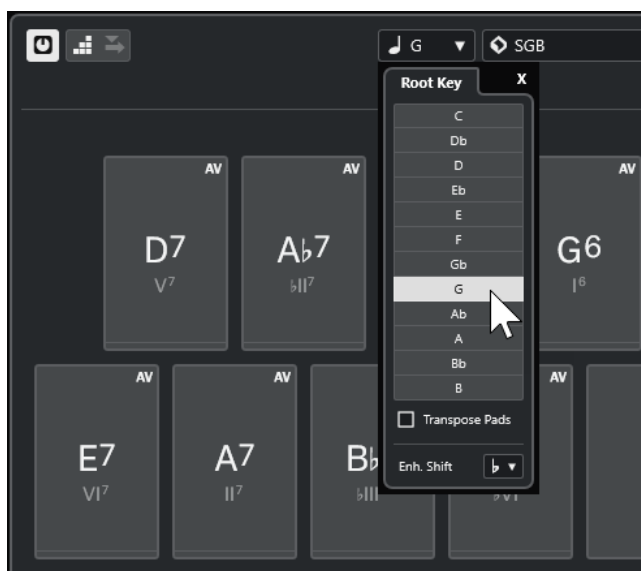 G
SGB
Root Key
X
C
Db
D
Eb
E
F
Gb
G
Ab
A
Bb
B
Transpose Pads
Enh. Shift ♭
AV
D7
V7
AV
A♭7
♭II7
AV
G6
I6
AV
E7
VI7
AV
A7
II7
B♭
♭III
AV
♭VI